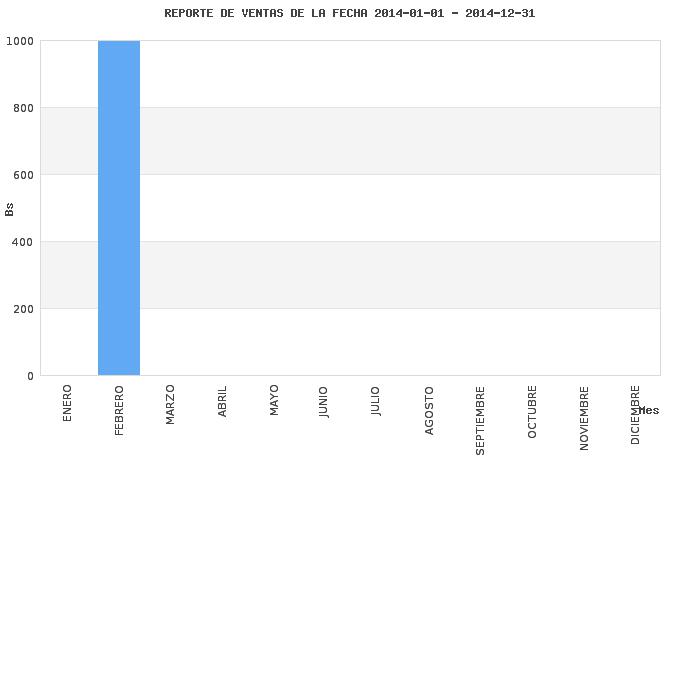 REPORTE DE VENTAS DE LA FECHA 2014-01-01 - 2014-12-31
1000
800
600
400
200
0
Bs
ENERO
FEBRERO
MARZO
ABRIL
MAYO
JUNIO
JULIO
AGOSTO
SEPTIEMBRE
OCTUBRE
NOVIEMBRE
DICIEMBRE
Mes